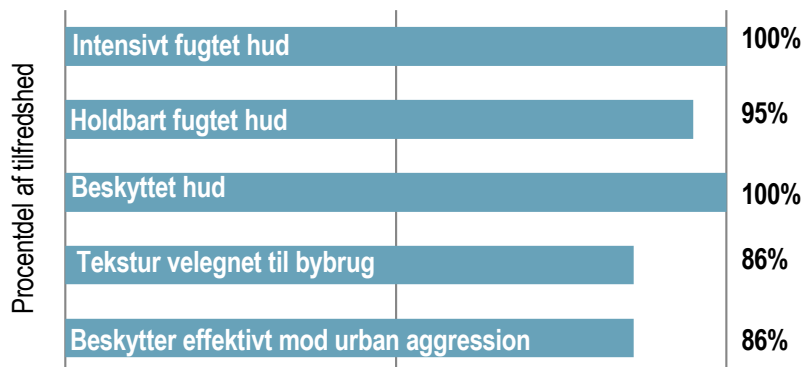 Procentdel af tilfredshed
Intensivt fugtet hud 100%
Holdbart fugtet hud 95%
Beskyttet hud 100%
Tekstur velegnet til bybrug 86%
Beskytter effektivt mod urban aggression 86%